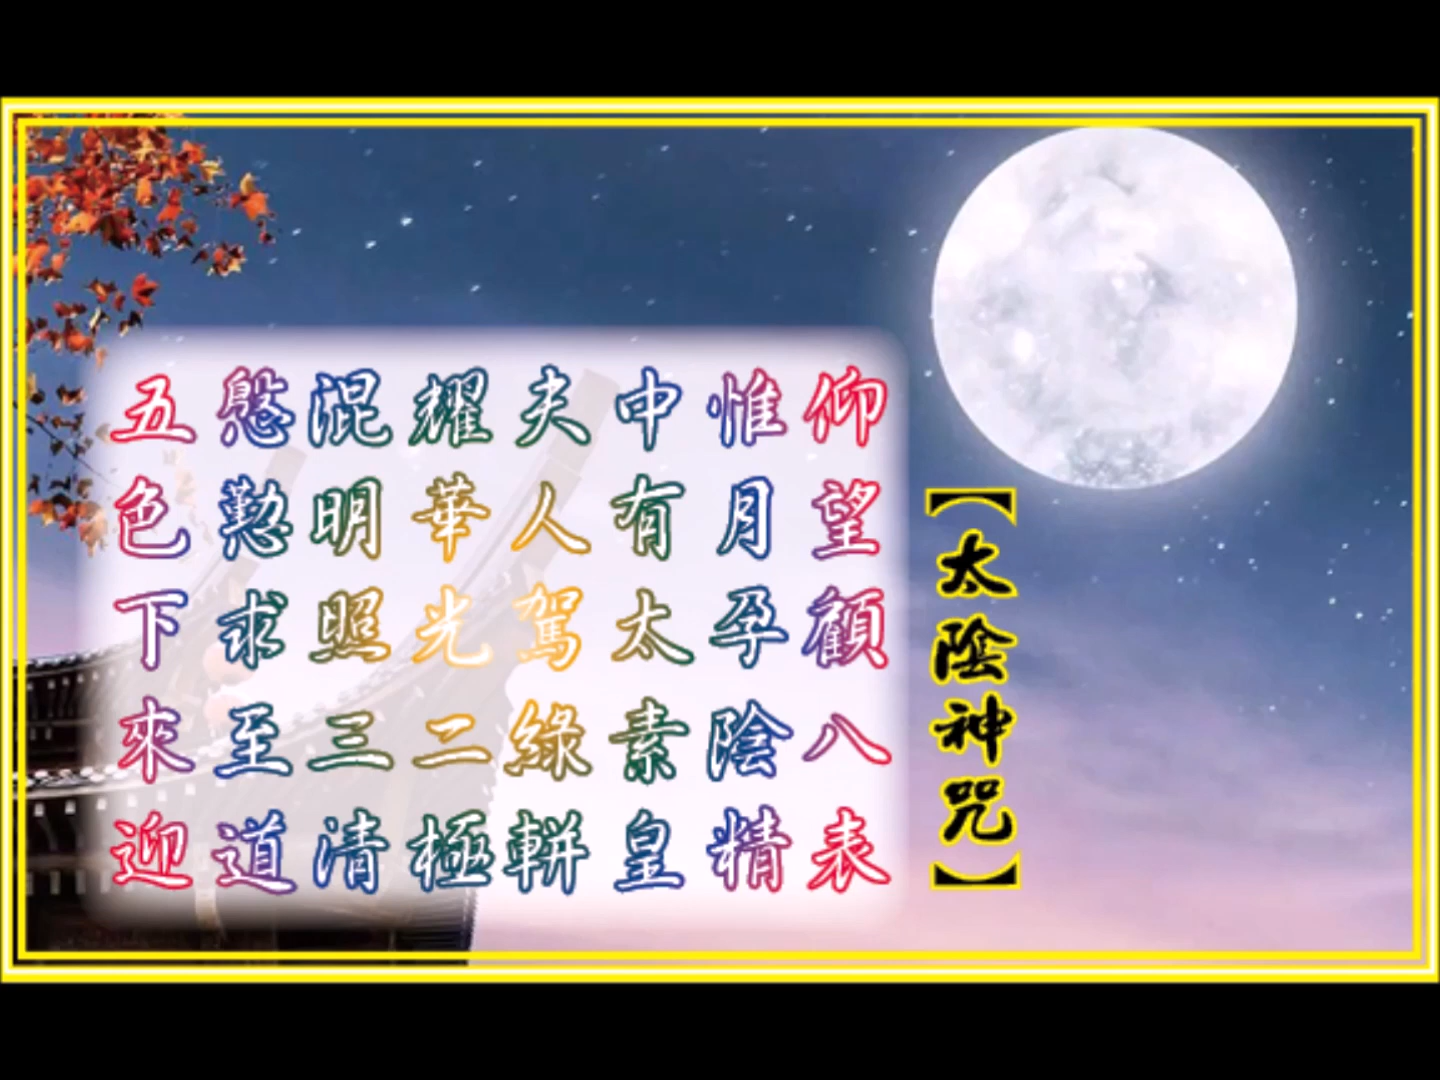 【太陰神咒】
仰望顧八表
惟月孕陰精
中有太素皇
夫人駕綠軿
耀華光二極
混明照三清
慇懃求至道
五色下來迎